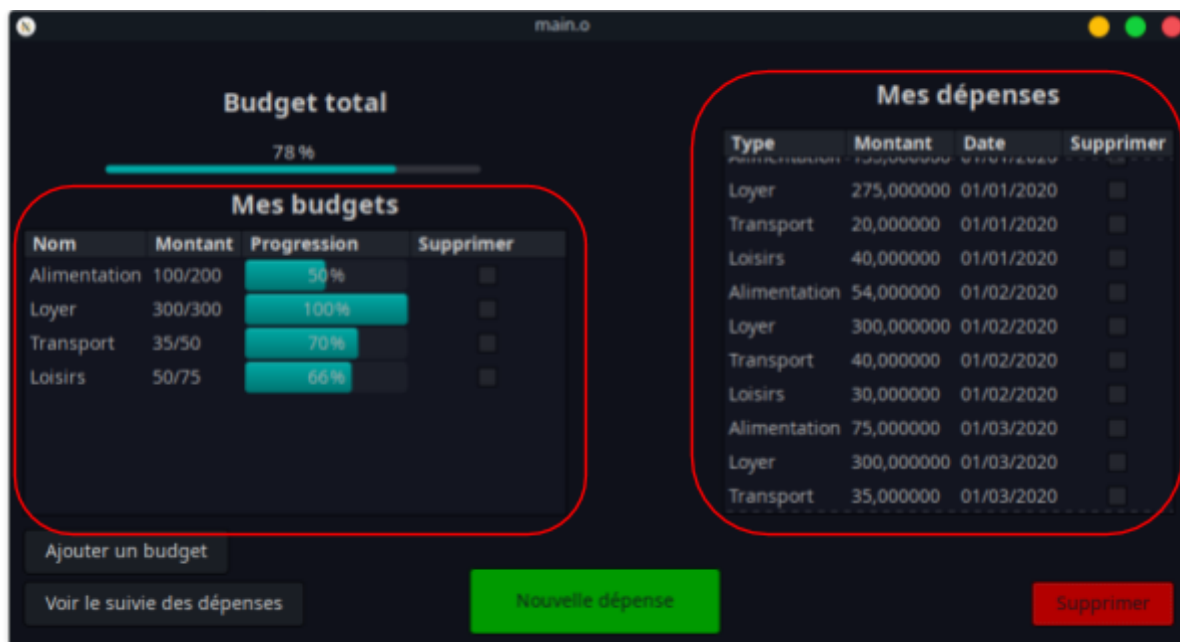 main.o
Budget total
78 %
Mes budgets
Nom Montant Progression Supprimer
Alimentation 100/200 50%
Loyer 300/300 100%
Transport 35/50 70%
Loisirs 50/75 66%
Ajouter un budget
Voir le suivie des dépenses
Nouvelle dépense
Mes dépenses
Type Montant Date Supprimer
Loyer 275,000000 01/01/2020
Transport 20,000000 01/01/2020
Loisirs 40,000000 01/01/2020
Alimentation 54,000000 01/02/2020
Loyer 300,000000 01/02/2020
Transport 40,000000 01/02/2020
Loisirs 30,000000 01/02/2020
Alimentation 75,000000 01/03/2020
Loyer 300,000000 01/03/2020
Transport 35,000000 01/03/2020
Supprimer